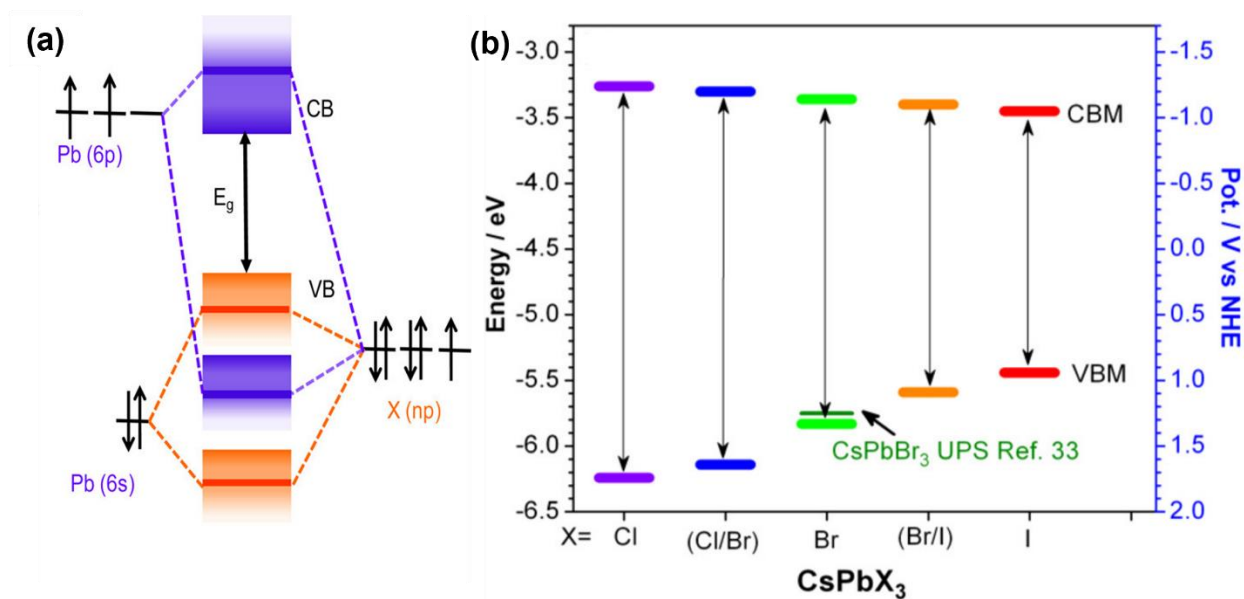 (a)
CB
Pb (6p)
E_g
VB
X (np)
Pb (6s)
(b)
-3.0
-3.5
-4.0
-4.5
-5.0
-5.5
-6.0
-6.5
Energy / eV
CBM
VBM
CsPbBr₃ UPS Ref. 33
-1.5
-1.0
-0.5
0.0
0.5
1.0
1.5
2.0
Pot. / V vs NHE
X= Cl (Cl/Br) Br (Br/I) I
CsPbX₃